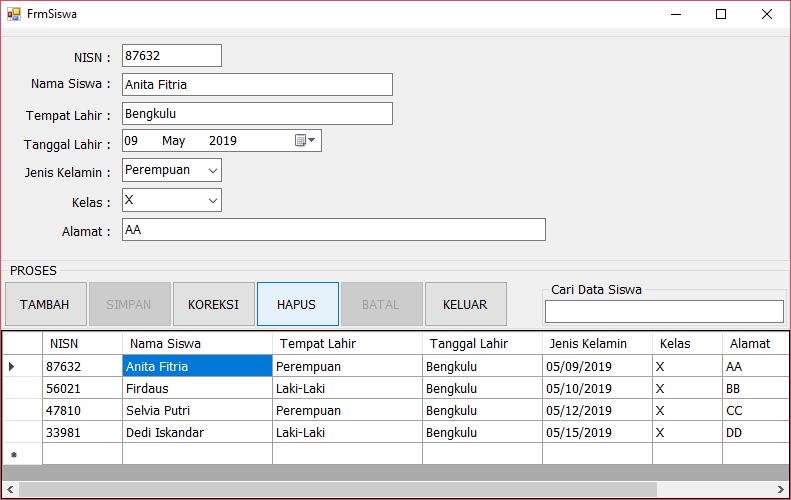 FrmSiswa
NISN : 87632
Nama Siswa : Anita Fitria
Tempat Lahir : Bengkulu
Tanggal Lahir : 09 May 2019
Jenis Kelamin : Perempuan
Kelas : X
Alamat : AA
PROSES
TAMBAH SIMPAN KOREKSI HAPUS BATAL KELUAR
Cari Data Siswa
NISN Nama Siswa Tempat Lahir Tanggal Lahir Jenis Kelamin Kelas Alamat
87632 Anita Fitria Perempuan Bengkulu 05/09/2019 X AA
56021 Firdaus Laki-Laki Bengkulu 05/10/2019 X BB
47810 Selvia Putri Perempuan Bengkulu 05/12/2019 X CC
33981 Dedi Iskandar Laki-Laki Bengkulu 05/15/2019 X DD